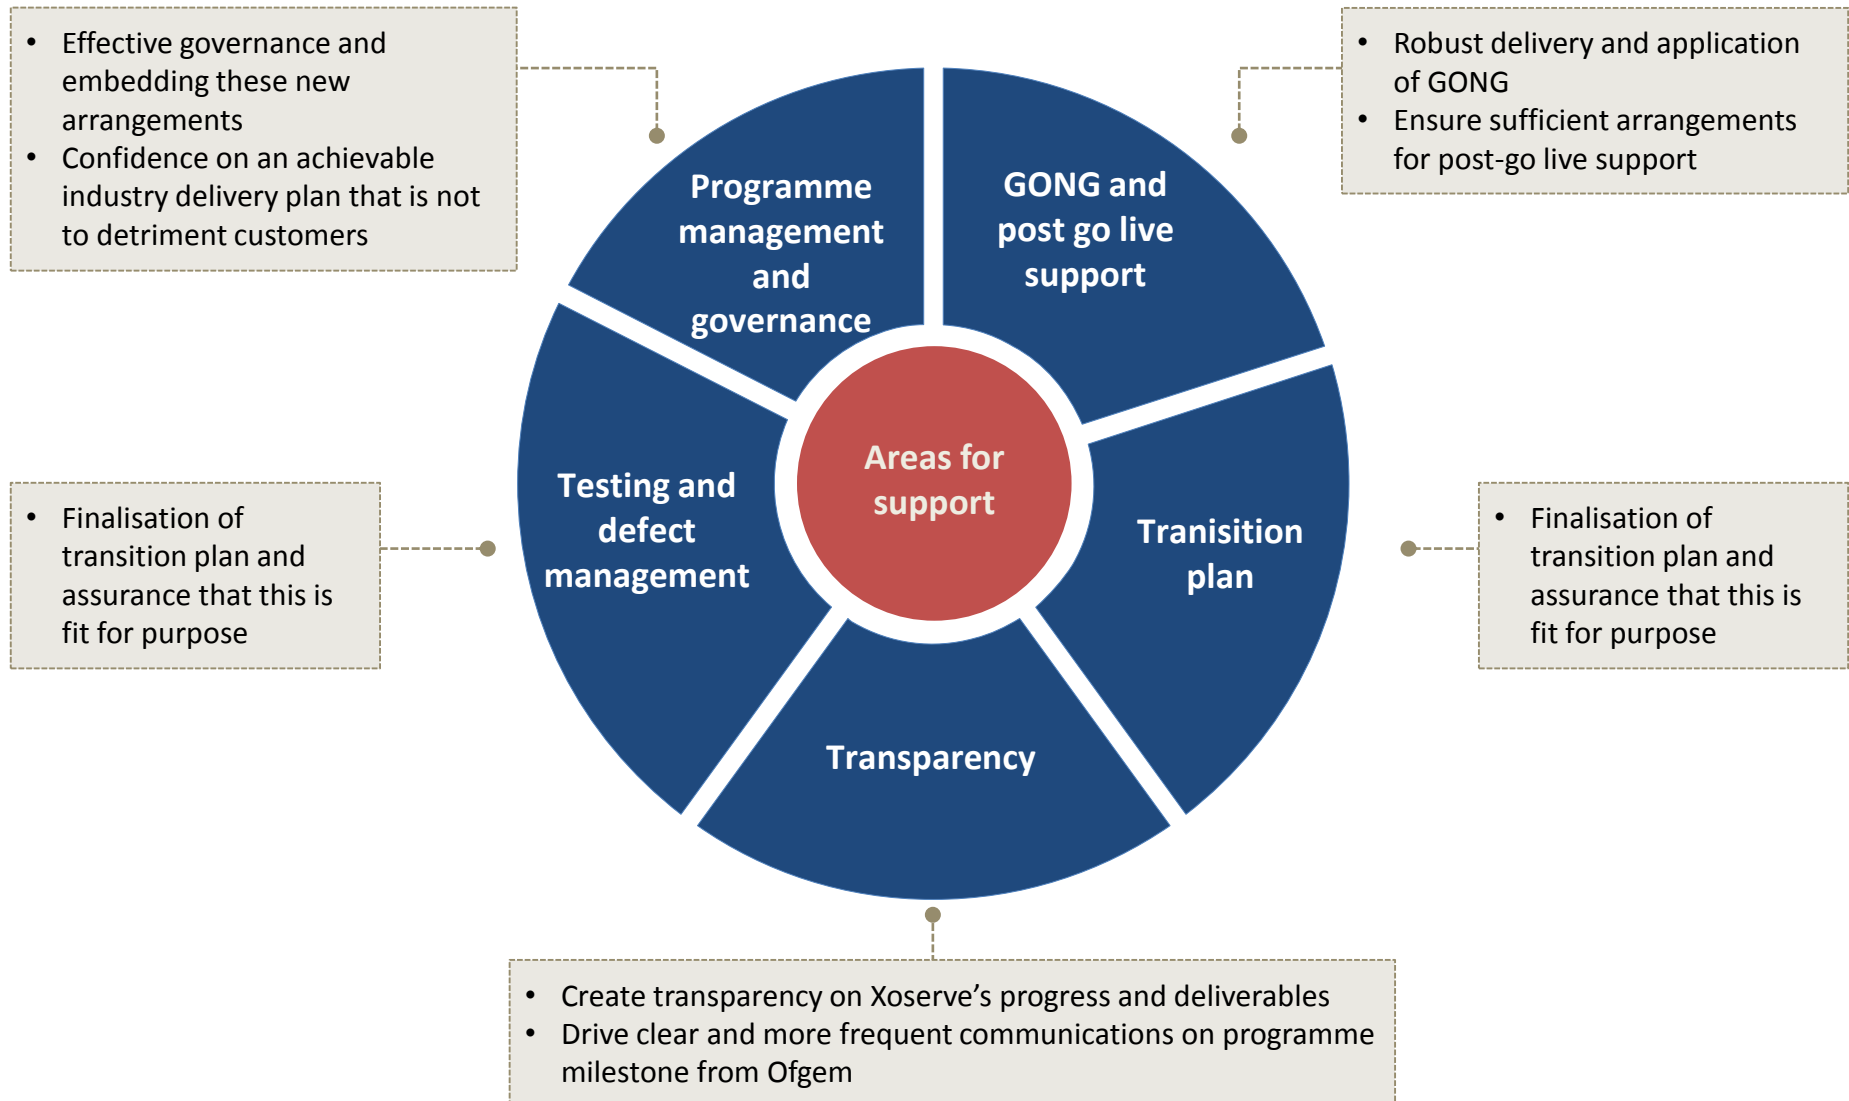 • Effective governance and
embedding these new
arrangements
• Confidence on an achievable
industry delivery plan that is not
to detriment customers
• Robust delivery and application
of GONG
• Ensure sufficient arrangements
for post-go live support
Programme
management
and
governance
GONG and
post go live
support
Areas for
support
Testing and
defect
management
Tranisition
plan
Transparency
• Finalisation of
transition plan and
assurance that this is
fit for purpose
• Finalisation of
transition plan and
assurance that this is
fit for purpose
• Create transparency on Xoserve’s progress and deliverables
• Drive clear and more frequent communications on programme
milestone from Ofgem